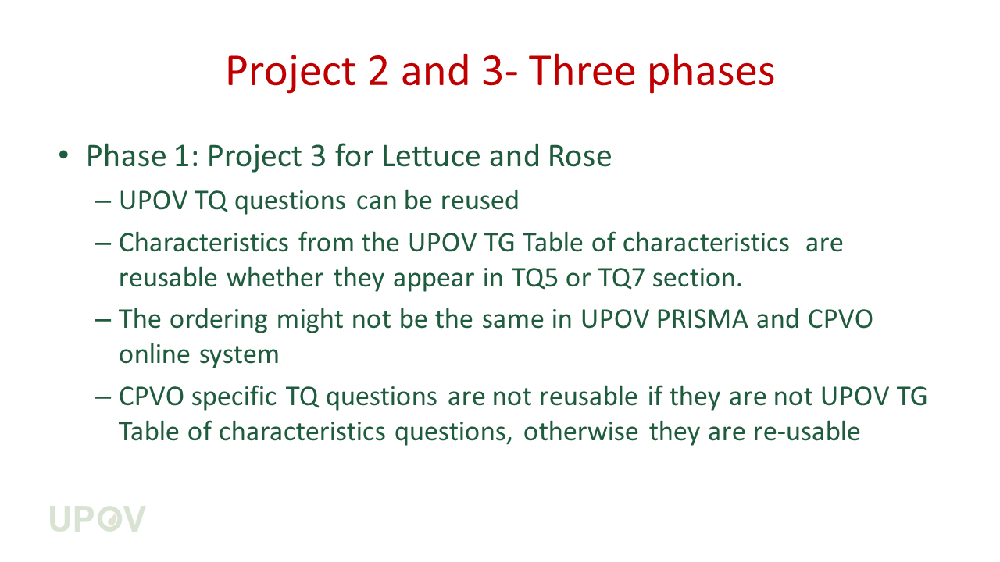 Project 2 and 3- Three phases
• Phase 1: Project 3 for Lettuce and Rose
– UPOV TQ questions can be reused
– Characteristics from the UPOV TG Table of characteristics are
reusable whether they appear in TQ5 or TQ7 section.
– The ordering might not be the same in UPOV PRISMA and CPVO
online system
– CPVO specific TQ questions are not reusable if they are not UPOV TG
Table of characteristics questions, otherwise they are re-usable
UPOV